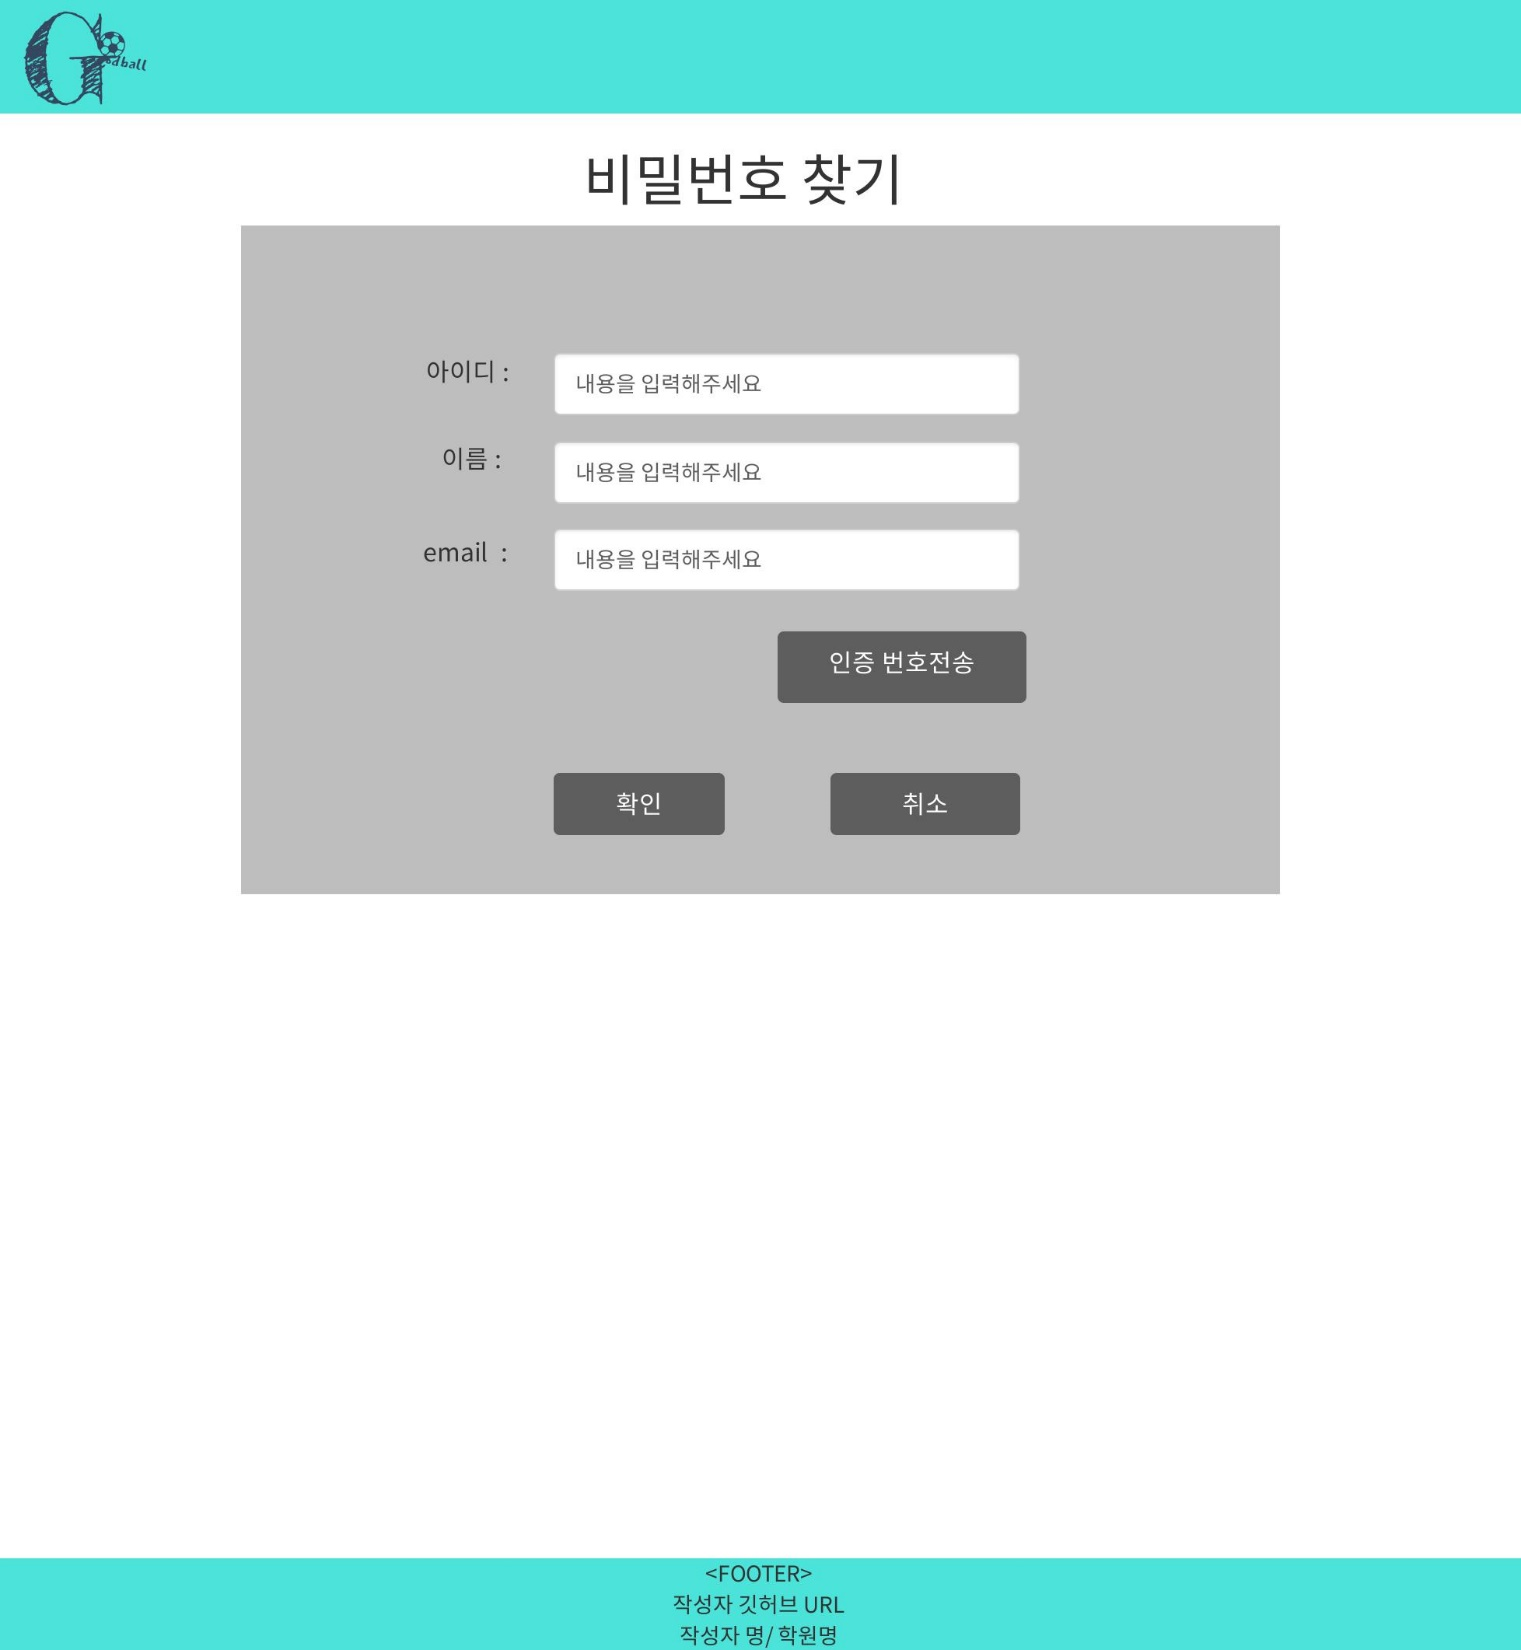 비밀번호 찾기
아이디 : 내용을 입력해주세요
이름 : 내용을 입력해주세요
email : 내용을 입력해주세요
인증 번호전송
확인 취소
<FOOTER>
작성자 깃허브 URL
작성자 명/ 학원명